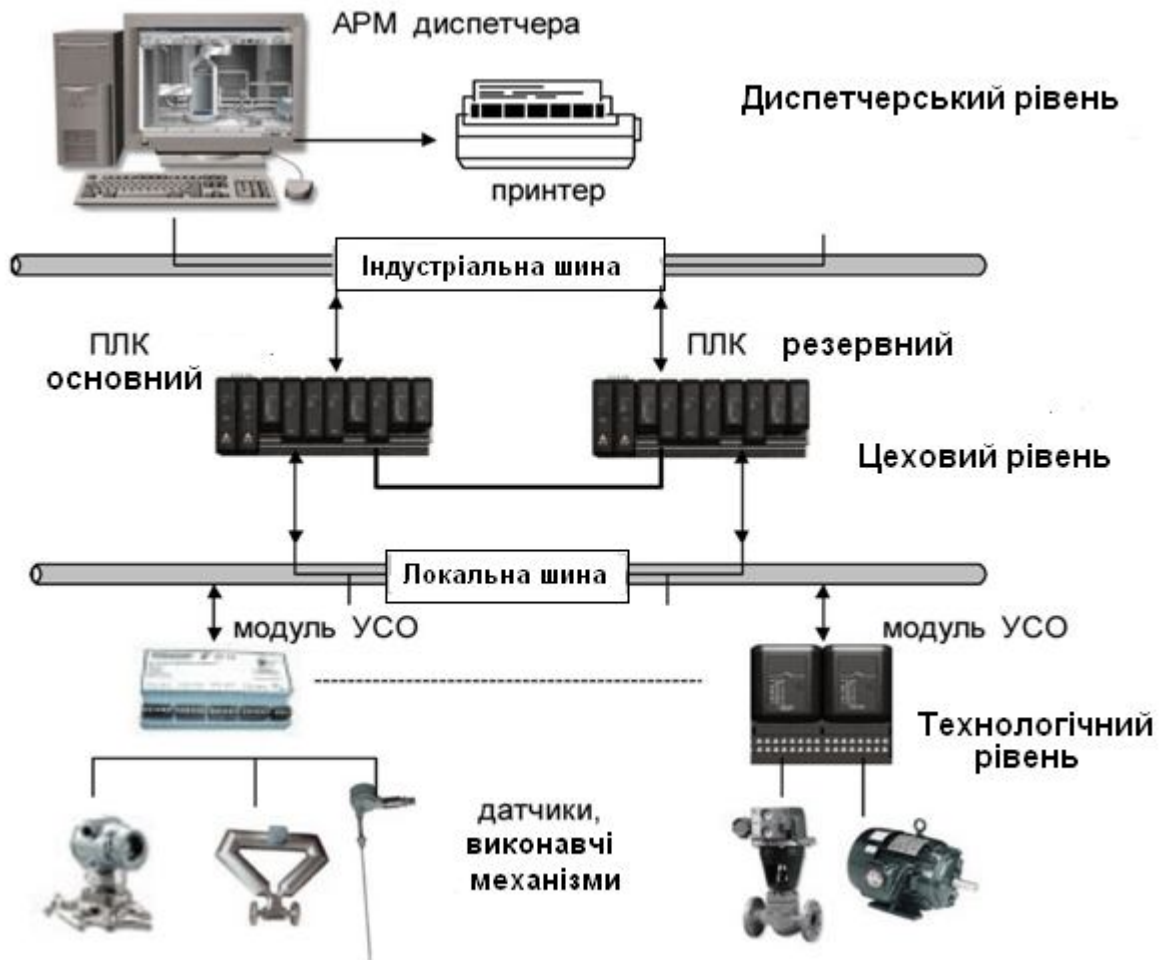 АРМ диспетчера
Диспетчерський рівень
принтер
Індустріальна шина
ПЛК
основний
ПЛК резервний
Цеховий рівень
Локальна шина
модуль УСО
модуль УСО
Технологічний
рівень
датчики,
виконавчі
механізми